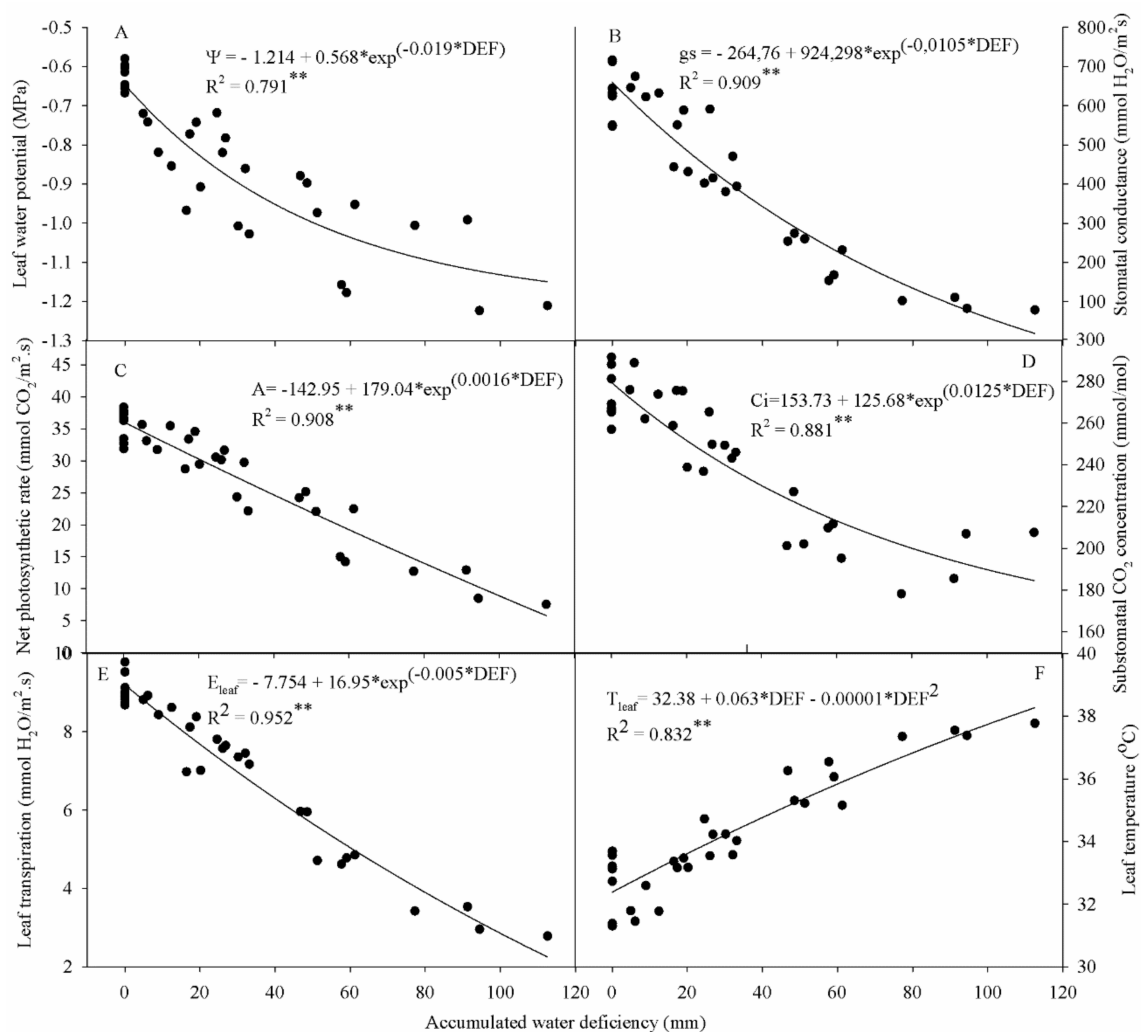 A
Ψ = - 1.214 + 0.568*exp(-0.019*DEF)
R² = 0.791**
-0.5
-0.6
-0.7
-0.8
-0.9
-1.0
-1.1
-1.2
-1.3
Leaf water potential (MPa)
B
gs = - 264,76 + 924,298*exp(-0,0105*DEF)
R² = 0.909**
800
700
600
500
400
300
200
100
300
Stomatal conductance (mmol H₂O/m²s)
C
A= -142.95 + 179.04*exp(0.0016*DEF)
R² = 0.908**
45
40
35
30
25
20
15
10
5
0
Net photosynthetic rate (mmol CO₂/m².s)
D
Ci=153.73 + 125.68*exp(0.0125*DEF)
R² = 0.881**
280
260
240
220
200
180
160
Substomatal CO₂ concentration (mmol/mol)
E
E leaf = - 7.754 + 16.95*exp(-0.005*DEF)
R² = 0.952**
10
8
6
4
2
Leaf transpiration (mmol H₂O/m².s)
F
T leaf = 32.38 + 0.063*DEF - 0.00001*DEF²
R² = 0.832**
40
38
36
34
32
30
Leaf temperature (°C)
0 20 40 60 80 100 120
0 20 40 60 80 100 120
Accumulated water deficiency (mm)